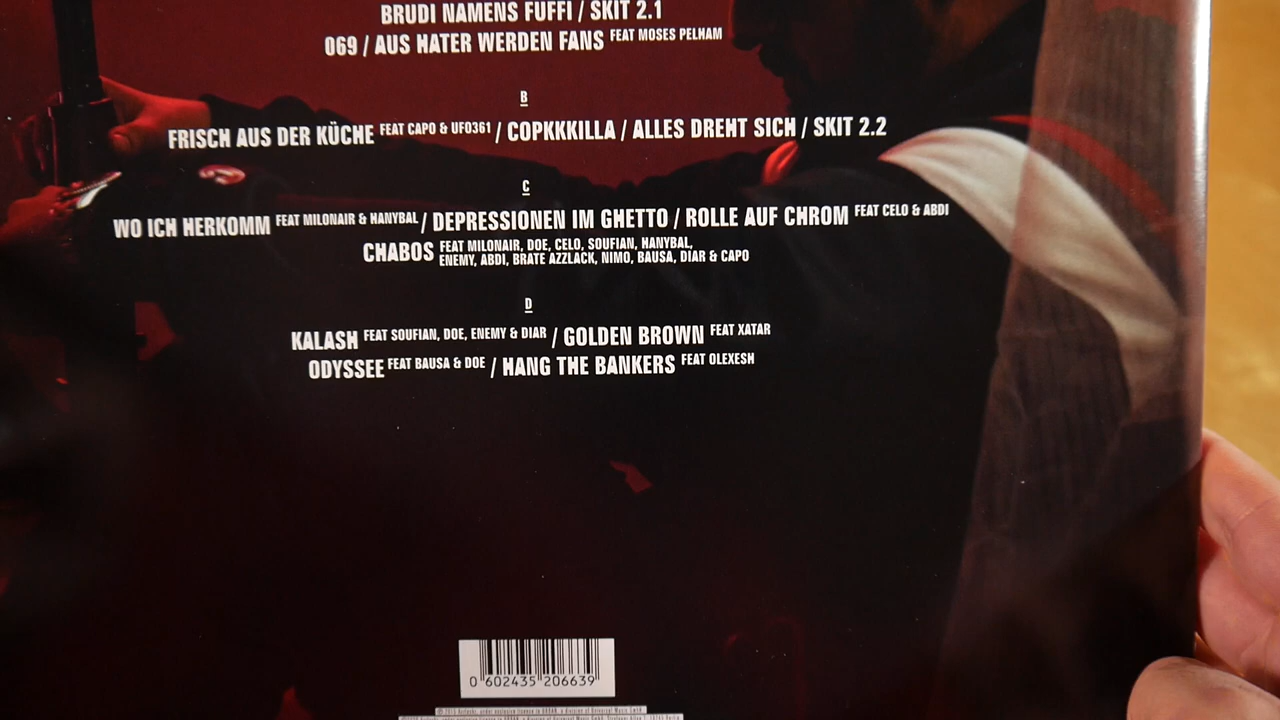 BRUDI NAMENS FUFFI / SKIT 2.1
069 / AUS HATER WERDEN FANS FEAT MOSES PELHAM
B
FRISCH AUS DER KÜCHE FEAT CAPO & UFO361 / COPKKKILLA / ALLES DREHT SICH / SKIT 2.2
C
WO ICH HERKOMM FEAT MILONAIR & HANYBAL / DEPRESSIONEN IM GHETTO / ROLLE AUF CHROM FEAT CELO & ABDI
CHABOS FEAT MILONAIR, DOE, CELO, SOUFIAN, HANYBAL,
ENEMY, ABDI, BRATE AZZLACK, NIMO, BAUSA, DIAR & CAPO
D
KALASH FEAT SOUFIAN, DOE, ENEMY & DIAR / GOLDEN BROWN FEAT XATAR
ODYSSEE FEAT BAUSA & DOE / HANG THE BANKERS FEAT OLEXESH
0 602435 206639